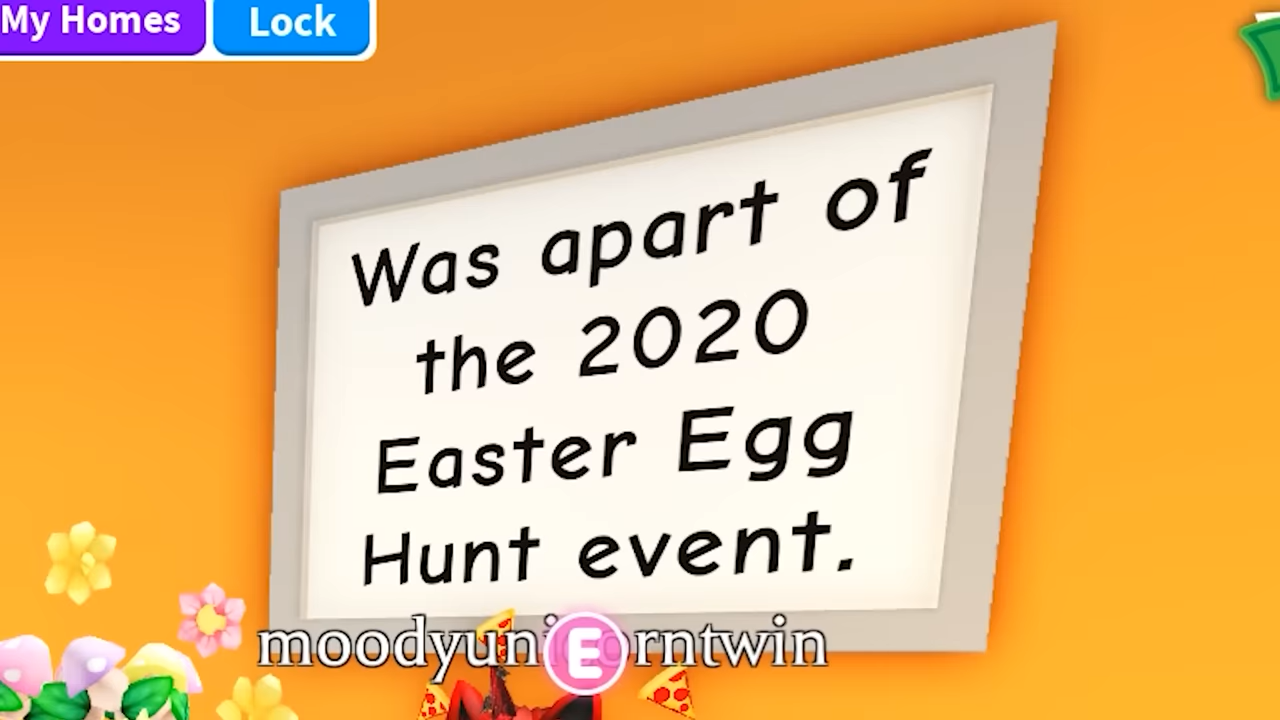 My Homes
Lock
Was apart of
the 2020
Easter Egg
Hunt event.
E